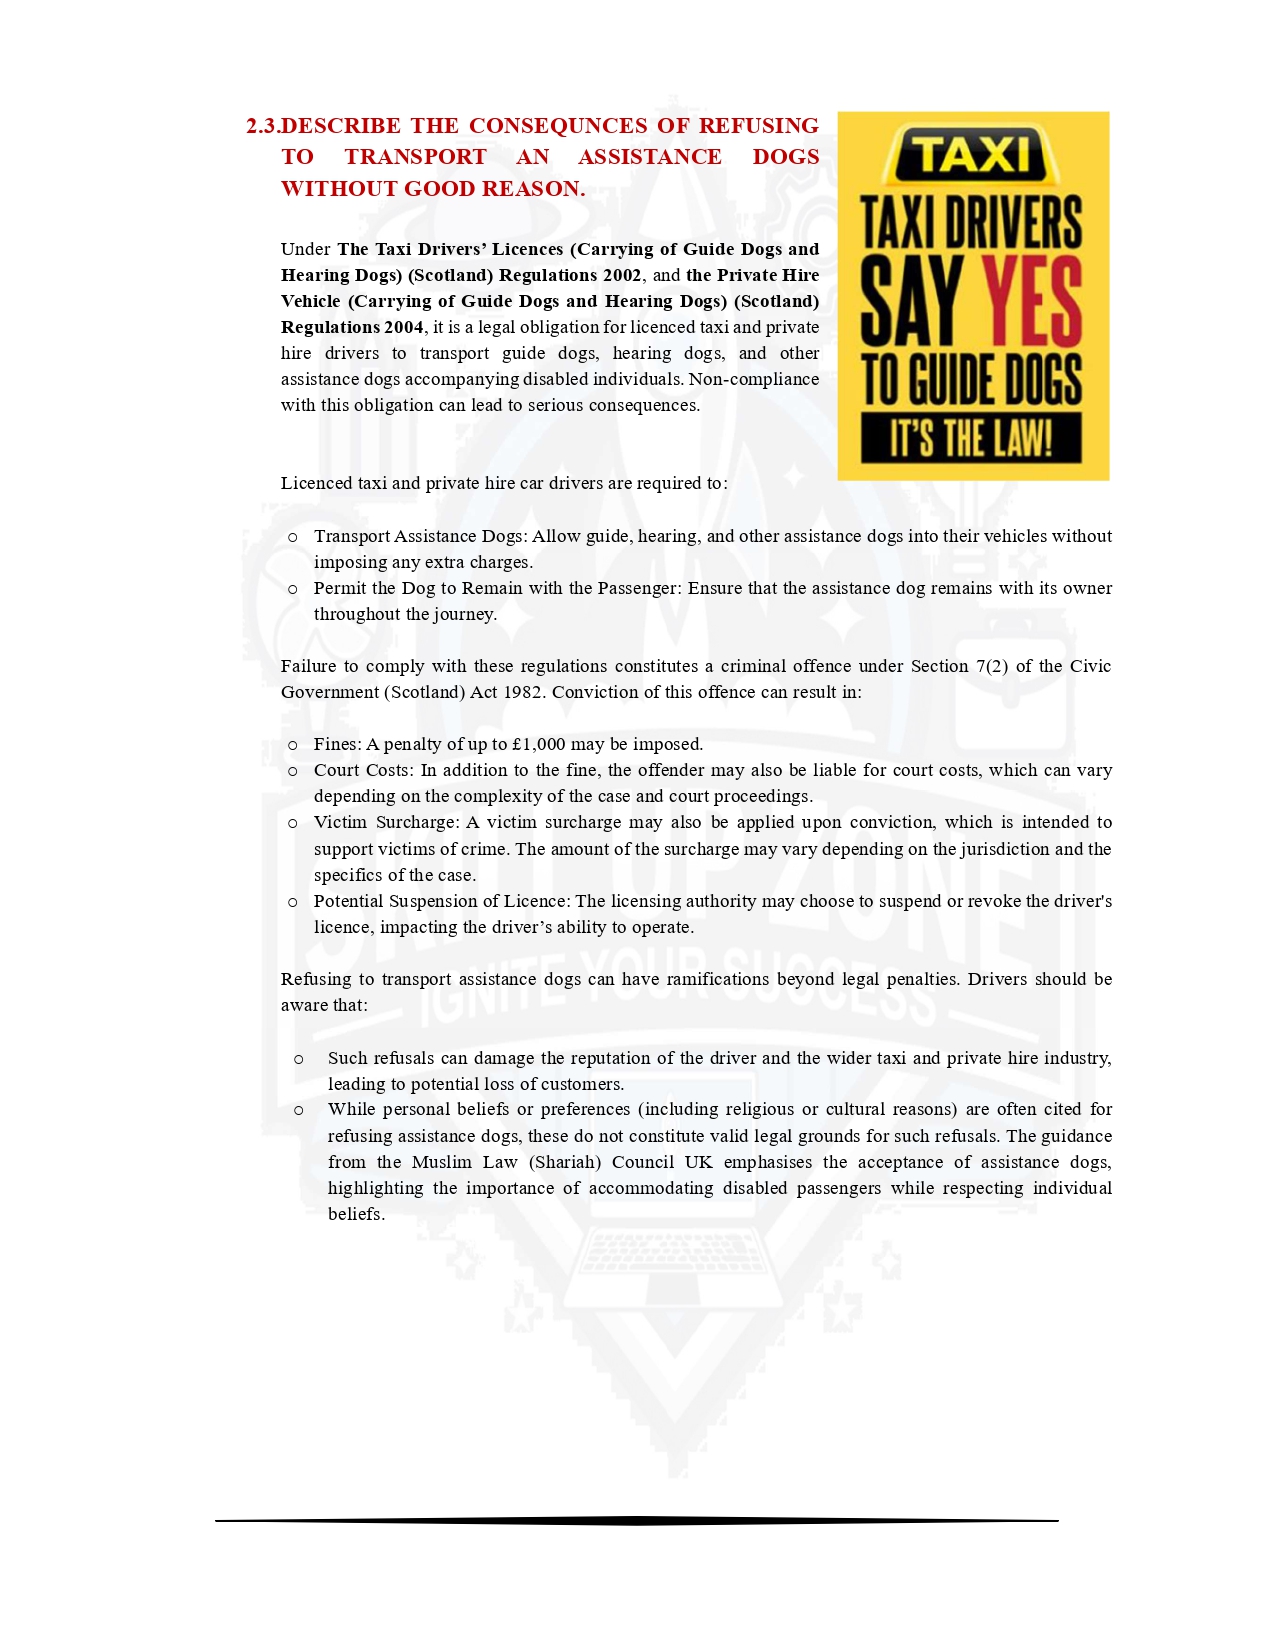 2.3.DESCRIBE THE CONSEQUNCES OF REFUSING
TO TRANSPORT AN ASSISTANCE DOGS
WITHOUT GOOD REASON.
TAXI
TAXI DRIVERS
SAY YES
TO GUIDE DOGS
IT'S THE LAW!
Under The Taxi Drivers’ Licences (Carrying of Guide Dogs and
Hearing Dogs) (Scotland) Regulations 2002, and the Private Hire
Vehicle (Carrying of Guide Dogs and Hearing Dogs) (Scotland)
Regulations 2004, it is a legal obligation for licenced taxi and private
hire drivers to transport guide dogs, hearing dogs, and other
assistance dogs accompanying disabled individuals. Non-compliance
with this obligation can lead to serious consequences.
Licenced taxi and private hire car drivers are required to:
o Transport Assistance Dogs: Allow guide, hearing, and other assistance dogs into their vehicles without
imposing any extra charges.
o Permit the Dog to Remain with the Passenger: Ensure that the assistance dog remains with its owner
throughout the journey.
Failure to comply with these regulations constitutes a criminal offence under Section 7(2) of the Civic
Government (Scotland) Act 1982. Conviction of this offence can result in:
o Fines: A penalty of up to £1,000 may be imposed.
o Court Costs: In addition to the fine, the offender may also be liable for court costs, which can vary
depending on the complexity of the case and court proceedings.
o Victim Surcharge: A victim surcharge may also be applied upon conviction, which is intended to
support victims of crime. The amount of the surcharge may vary depending on the jurisdiction and the
specifics of the case.
o Potential Suspension of Licence: The licensing authority may choose to suspend or revoke the driver's
licence, impacting the driver’s ability to operate.
Refusing to transport assistance dogs can have ramifications beyond legal penalties. Drivers should be
aware that:
o Such refusals can damage the reputation of the driver and the wider taxi and private hire industry,
leading to potential loss of customers.
o While personal beliefs or preferences (including religious or cultural reasons) are often cited for
refusing assistance dogs, these do not constitute valid legal grounds for such refusals. The guidance
from the Muslim Law (Shariah) Council UK emphasises the acceptance of assistance dogs,
highlighting the importance of accommodating disabled passengers while respecting individual
beliefs.
SKILL UP ZONE
IGNITE YOUR SUCCESS